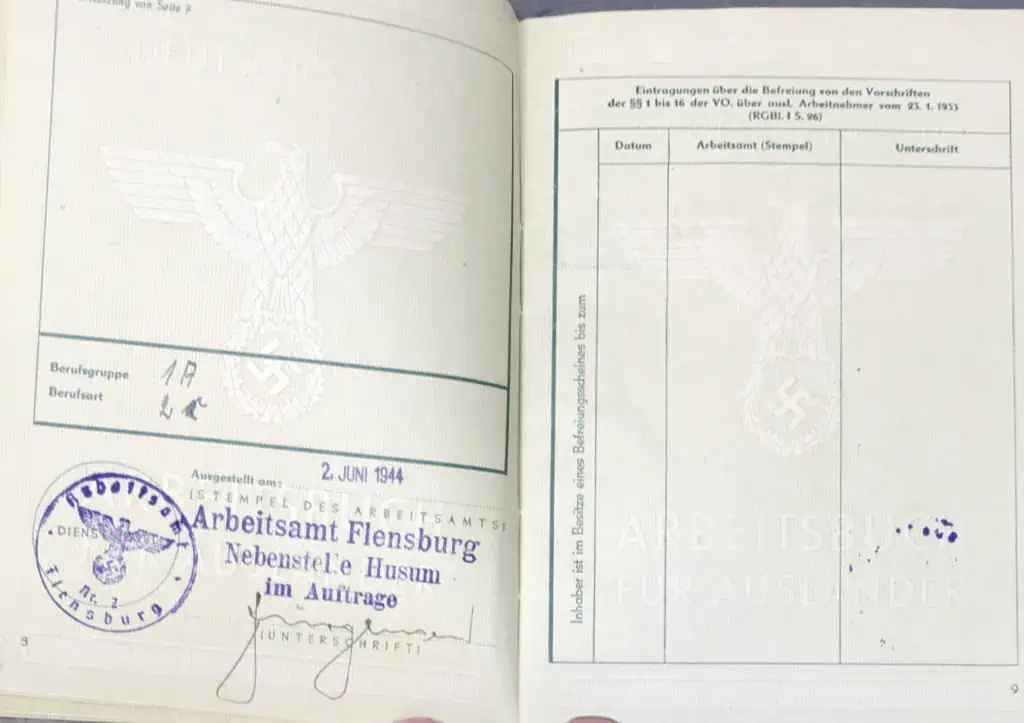 von Seite 7
DEUTSCHES
Berufsgruppe 1A
Berufsart 2
Ausgestellt am: 2. JUNI 1944
(STEMPEL DES ARBEITSAMTS)
Arbeitsamt Flensburg
Nebenstelle Husum
im Auftrage
(UNTERSCHRIFT)
Arbeitsamt
DIENST
Nr. 2
Flensburg
8
Eintragungen über die Befreiung von den Vorschriften
der §§ 1 bis 16 der VO. über ausl. Arbeitnehmer vom 23. 1. 1933
(RGBl. I S. 26)
Inhaber ist im Besitze eines Befreiungsscheines bis zum
Datum
Arbeitsamt (Stempel)
Unterschrift
ARBEITSBUCH
FÜR AUSLÄNDER
9